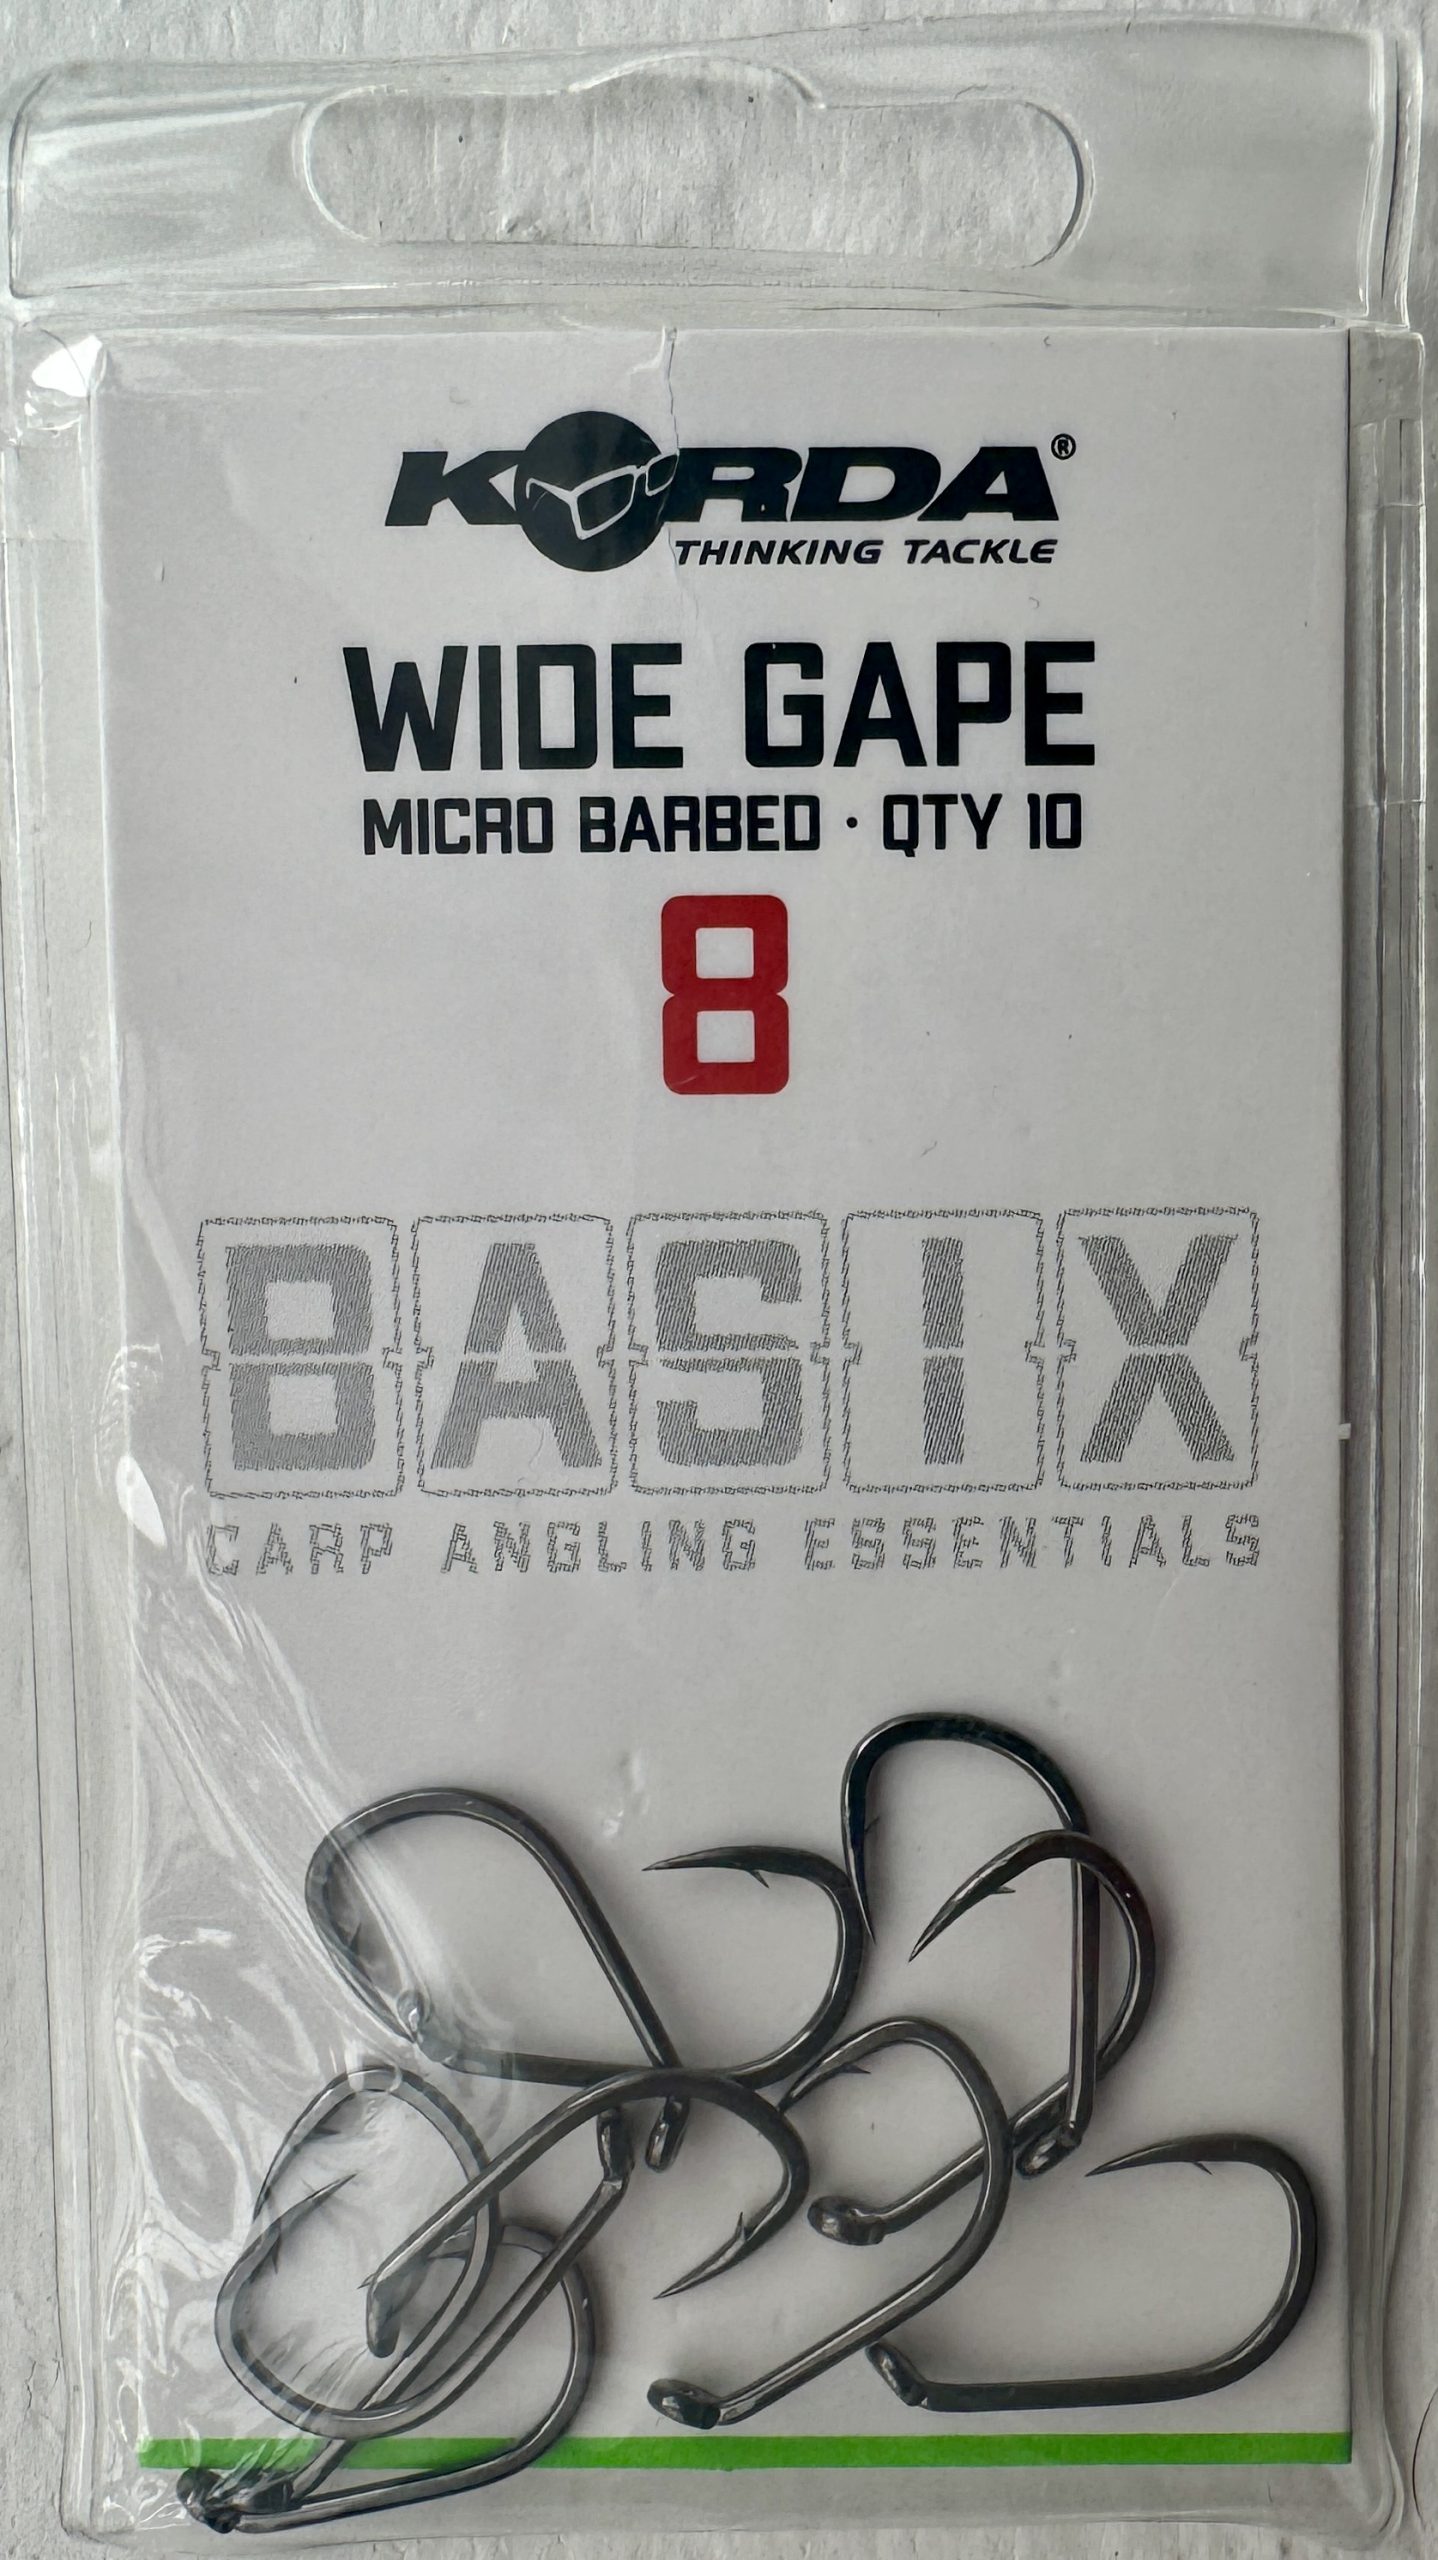 KORDA®
THINKING TACKLE
WIDE GAPE
MICRO BARBED · QTY 10
8
BASIX
CARP ANGLING ESSENTIALS